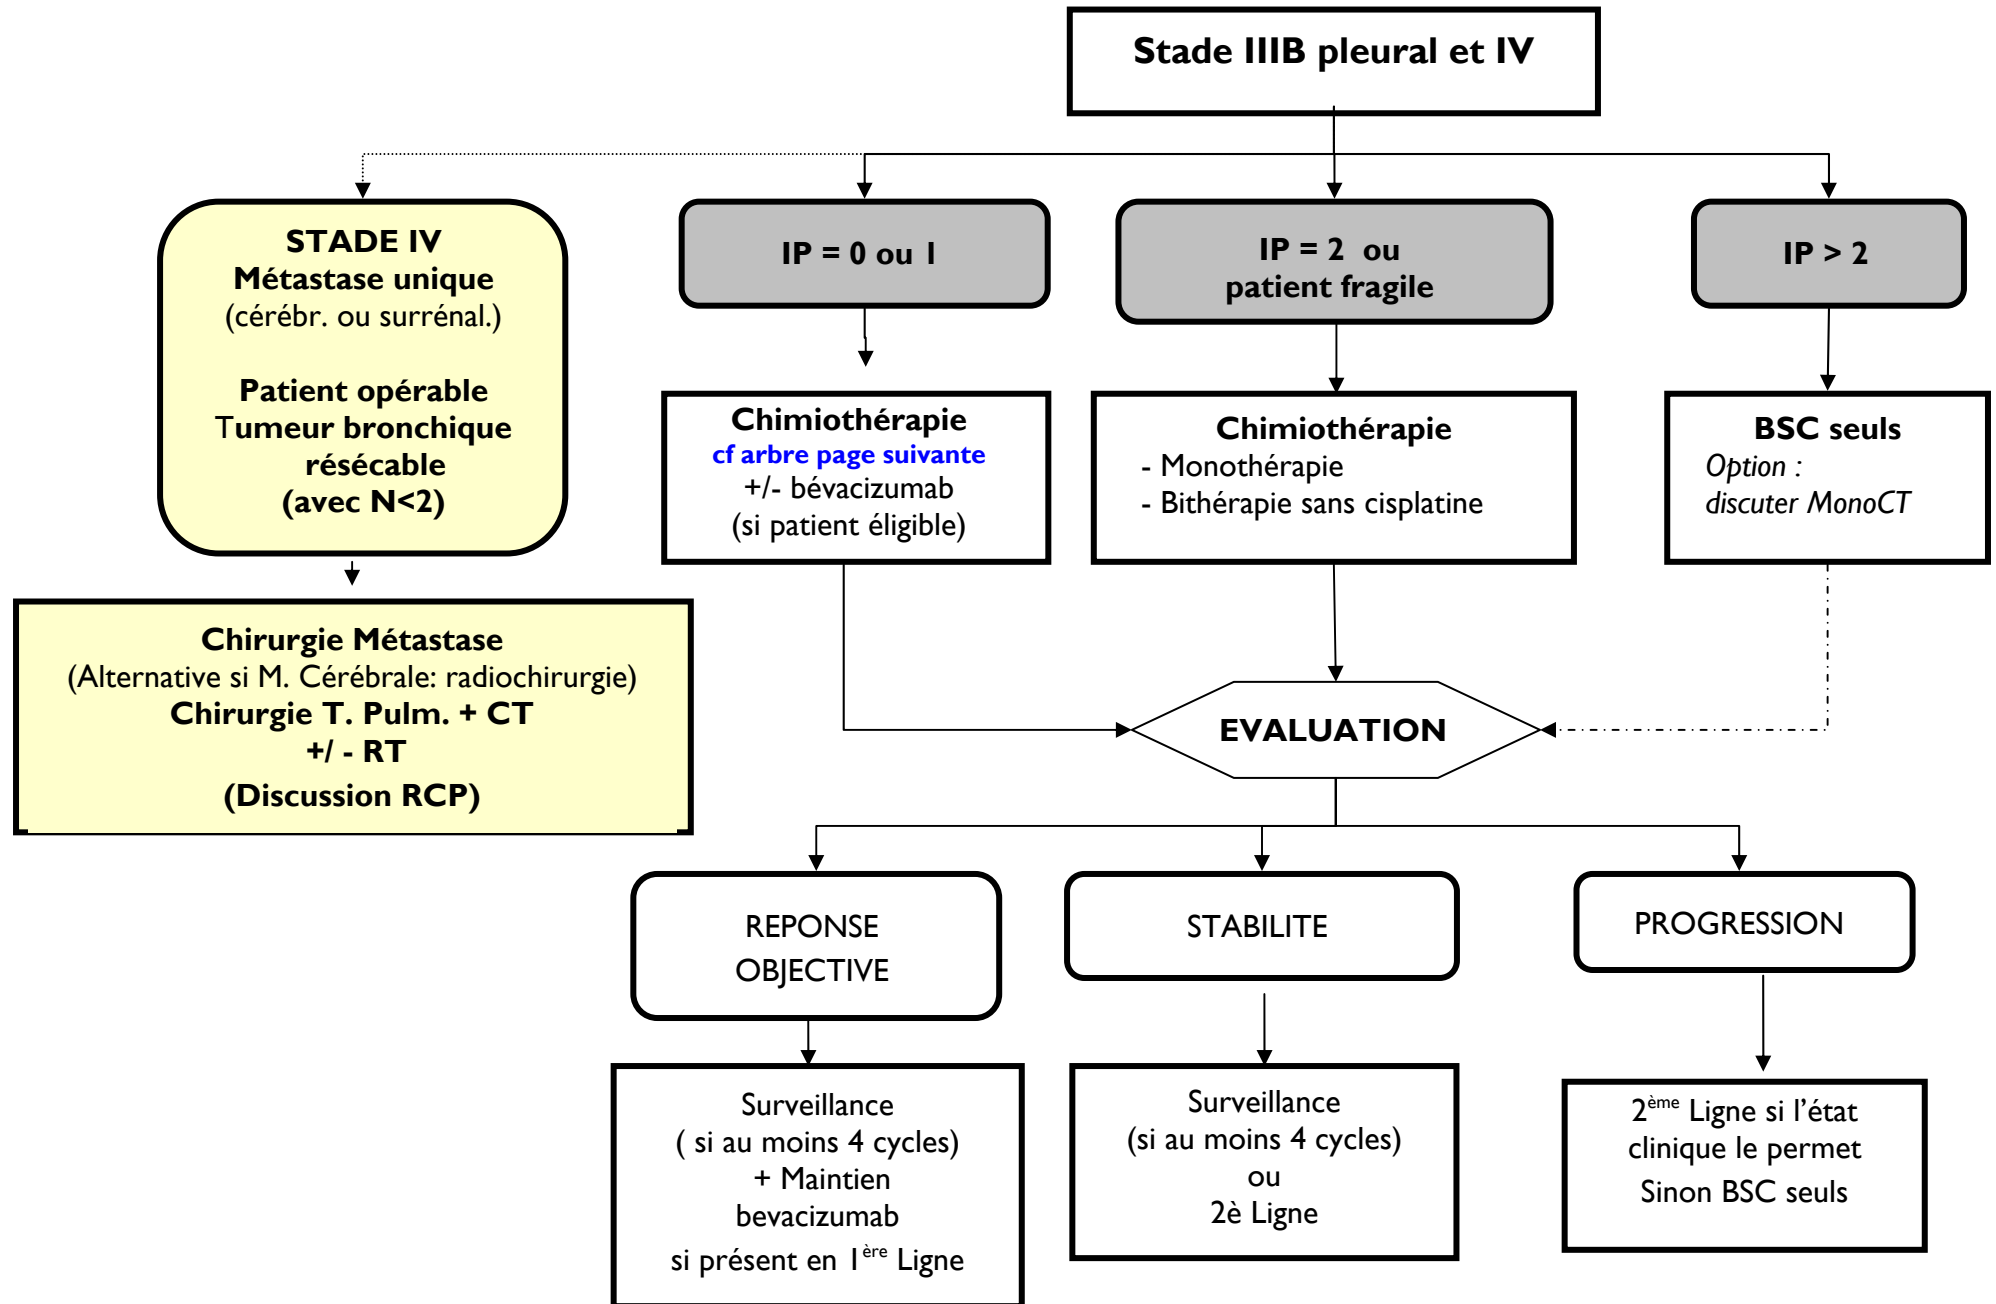 Stade IIIB pleural et IV
STADE IV
Métastase unique
(cérébr. ou surrénal.)
Patient opérable
Tumeur bronchique
résécable
(avec N<2)
IP = 0 ou 1
IP = 2 ou
patient fragile
IP > 2
Chimiothérapie
cf arbre page suivante
+/- bévacizumab
(si patient éligible)
Chimiothérapie
- Monothérapie
- Bithérapie sans cisplatine
BSC seuls
Option :
discuter MonoCT
Chirurgie Métastase
(Alternative si M. Cérébrale: radiochirurgie)
Chirurgie T. Pulm. + CT
+/ - RT
(Discussion RCP)
EVALUATION
REPONSE
OBJECTIVE
STABILITE
PROGRESSION
Surveillance
( si au moins 4 cycles)
+ Maintien
bevacizumab
si présent en 1ère Ligne
Surveillance
(si au moins 4 cycles)
ou
2è Ligne
2ème Ligne si l’état
clinique le permet
Sinon BSC seuls